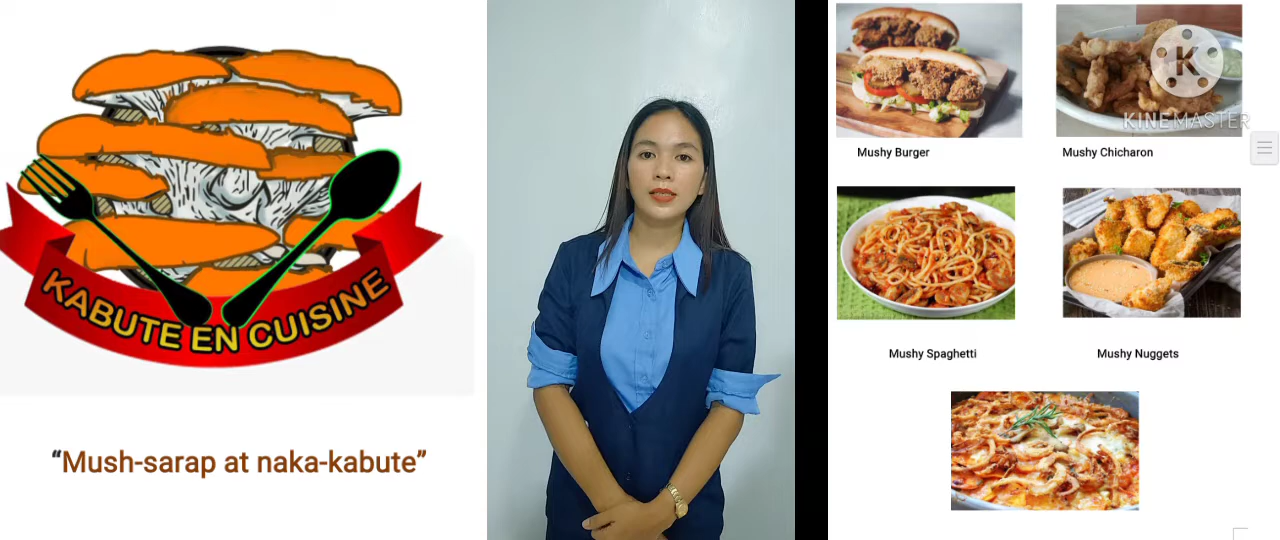 KABUTE EN CUISINE
“Mush-sarap at naka-kabute”
K
KINEMASTER
Mushy Burger
Mushy Chicharon
Mushy Spaghetti
Mushy Nuggets